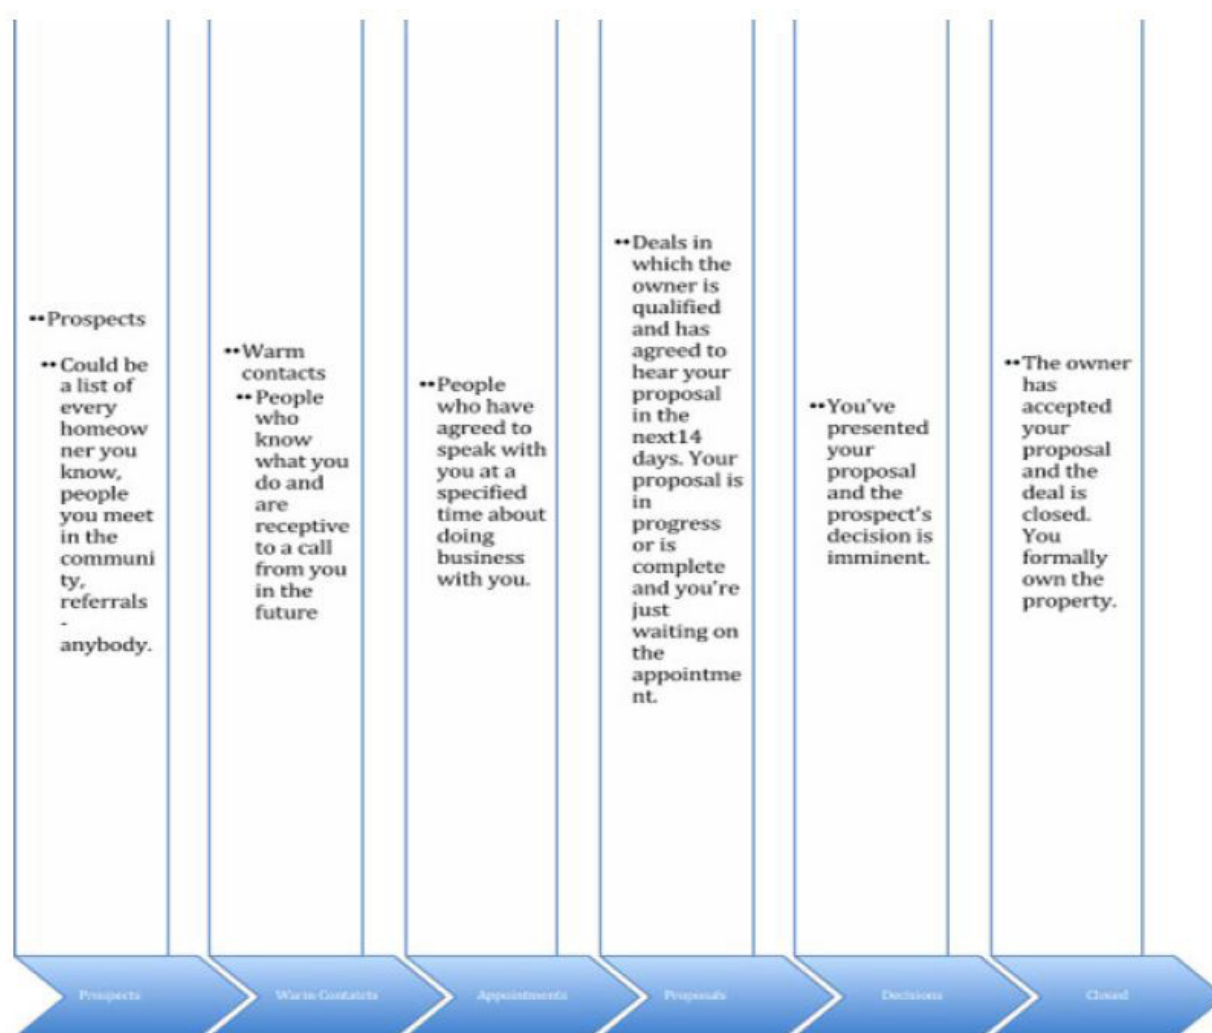 ••Prospects
•• Could be
a list of
every
homeow
ner you
know,
people
you meet
in the
communi
ty,
referrals
-
anybody.
••Warm
contacts
•• People
who
know
what you
do and
are
receptive
to a call
from you
in the
future
••People
who have
agreed to
speak with
you at a
specified
time about
doing
business
with you.
••Deals in
which the
owner is
qualified
and has
agreed to
hear your
proposal
in the
next14
days. Your
proposal is
in
progress
or is
complete
and you're
just
waiting on
the
appointme
nt.
••You've
presented
your
proposal
and the
prospect's
decision is
imminent.
••The owner
has
accepted
your
proposal
and the
deal is
closed.
You
formally
own the
property.
Prospects
Warm Contatcts
Appointments
Proposals
Decisions
Closed